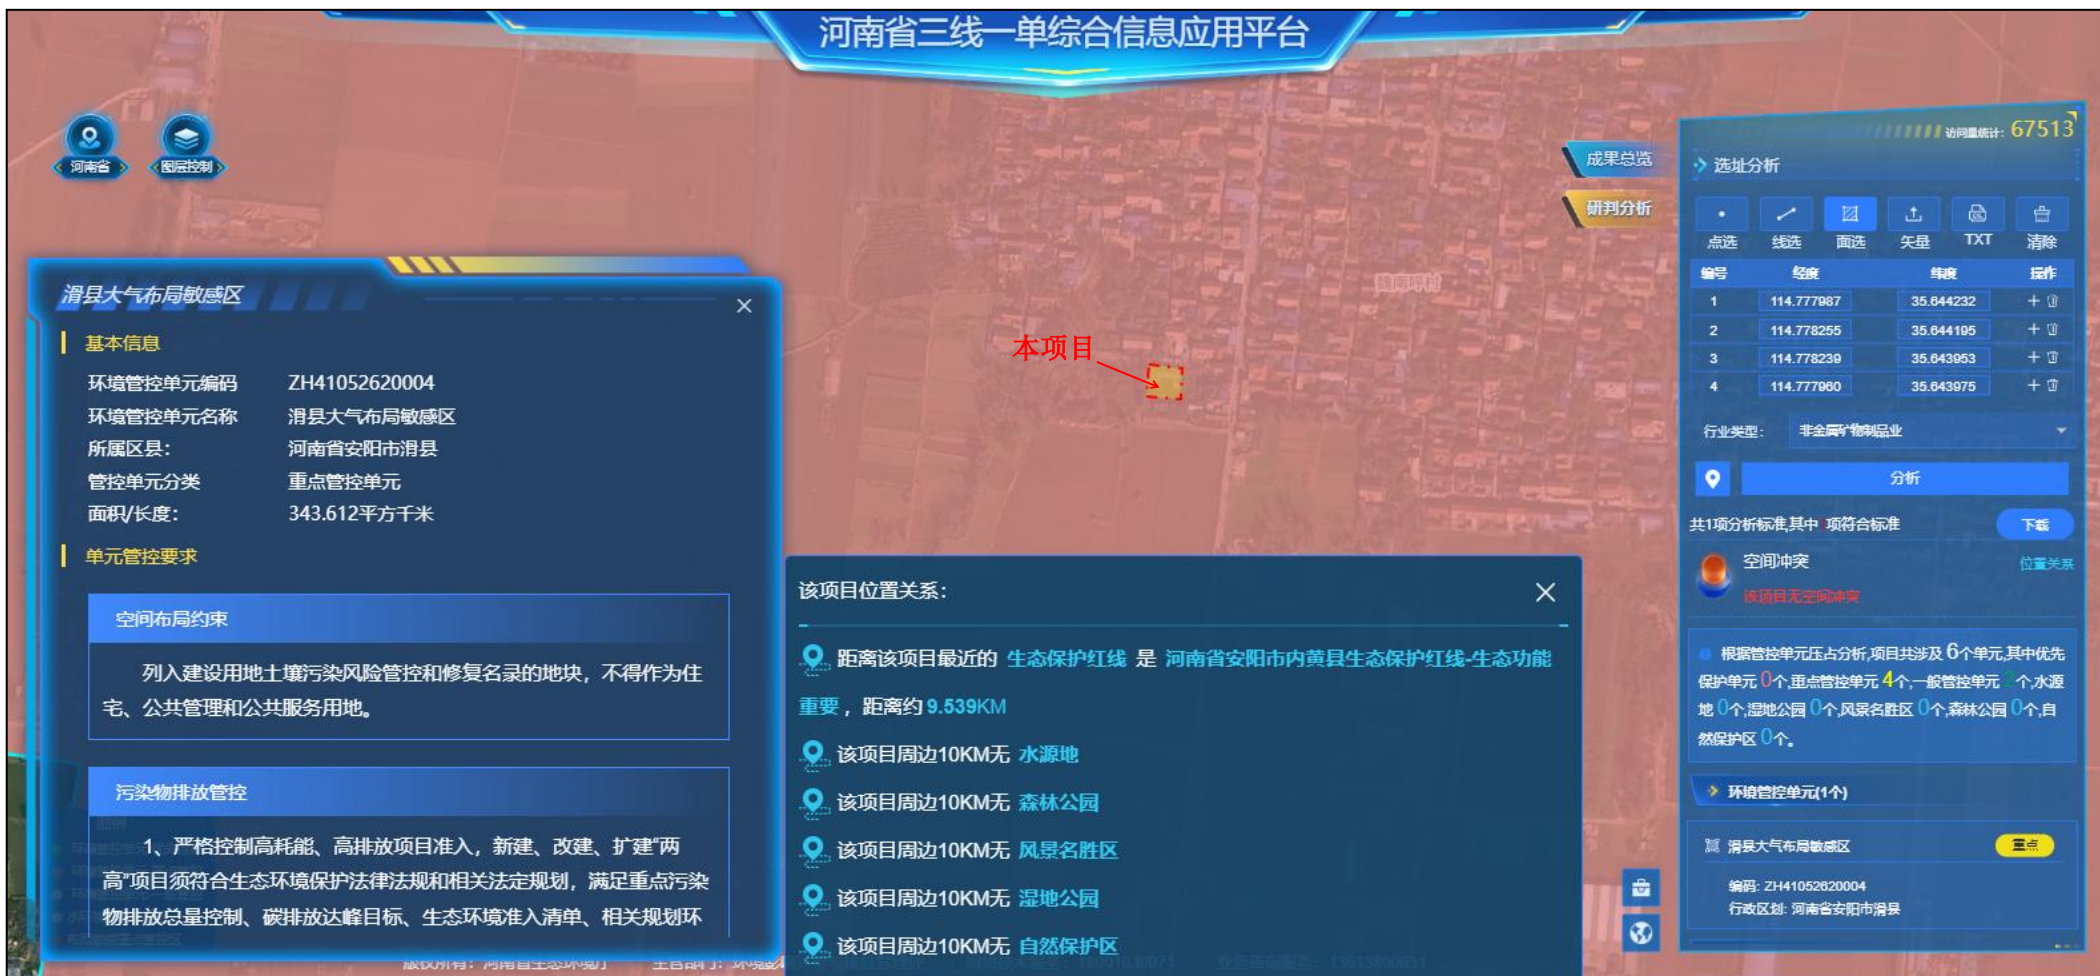 河南省三线一单综合信息应用平台
河南省
图层控制
成果总览
研判分析
魏南呼村
本项目
滑县大气布局敏感区
基本信息
环境管控单元编码 ZH41052620004
环境管控单元名称 滑县大气布局敏感区
所属区县: 河南省安阳市滑县
管控单元分类 重点管控单元
面积/长度: 343.612平方千米
单元管控要求
空间布局约束
列入建设用地土壤污染风险管控和修复名录的地块，不得作为住
宅、公共管理和公共服务用地。
污染物排放管控
1、严格控制高耗能、高排放项目准入，新建、改建、扩建“两
高”项目须符合生态环境保护法律法规和相关法定规划，满足重点污染
物排放总量控制、碳排放达峰目标、生态环境准入清单、相关规划环
该项目位置关系:
距离该项目最近的 生态保护红线 是 河南省安阳市内黄县生态保护红线-生态功能
重要 ，距离约 9.539KM
该项目周边10KM无 水源地
该项目周边10KM无 森林公园
该项目周边10KM无 风景名胜区
该项目周边10KM无 湿地公园
该项目周边10KM无 自然保护区
访问量统计: 67513
选址分析
点选 线选 面选 矢量 TXT 清除
编号 经度 纬度 操作
1 114.777987 35.644232
2 114.778255 35.644195
3 114.778239 35.643953
4 114.777960 35.643975
行业类型: 非金属矿物制品业
分析
共1项分析标准,其中 项符合标准 下载
空间冲突 位置关系
该项目无空间冲突
根据管控单元压占分析,项目共涉及 6个单元,其中优先
保护单元 0个,重点管控单元 4个,一般管控单元 2个,水源
地 0个,湿地公园 0个,风景名胜区 0个,森林公园 0个,自
然保护区 0个。
环境管控单元(1个)
滑县大气布局敏感区 重点
编码: ZH41052620004
行政区划: 河南省安阳市滑县